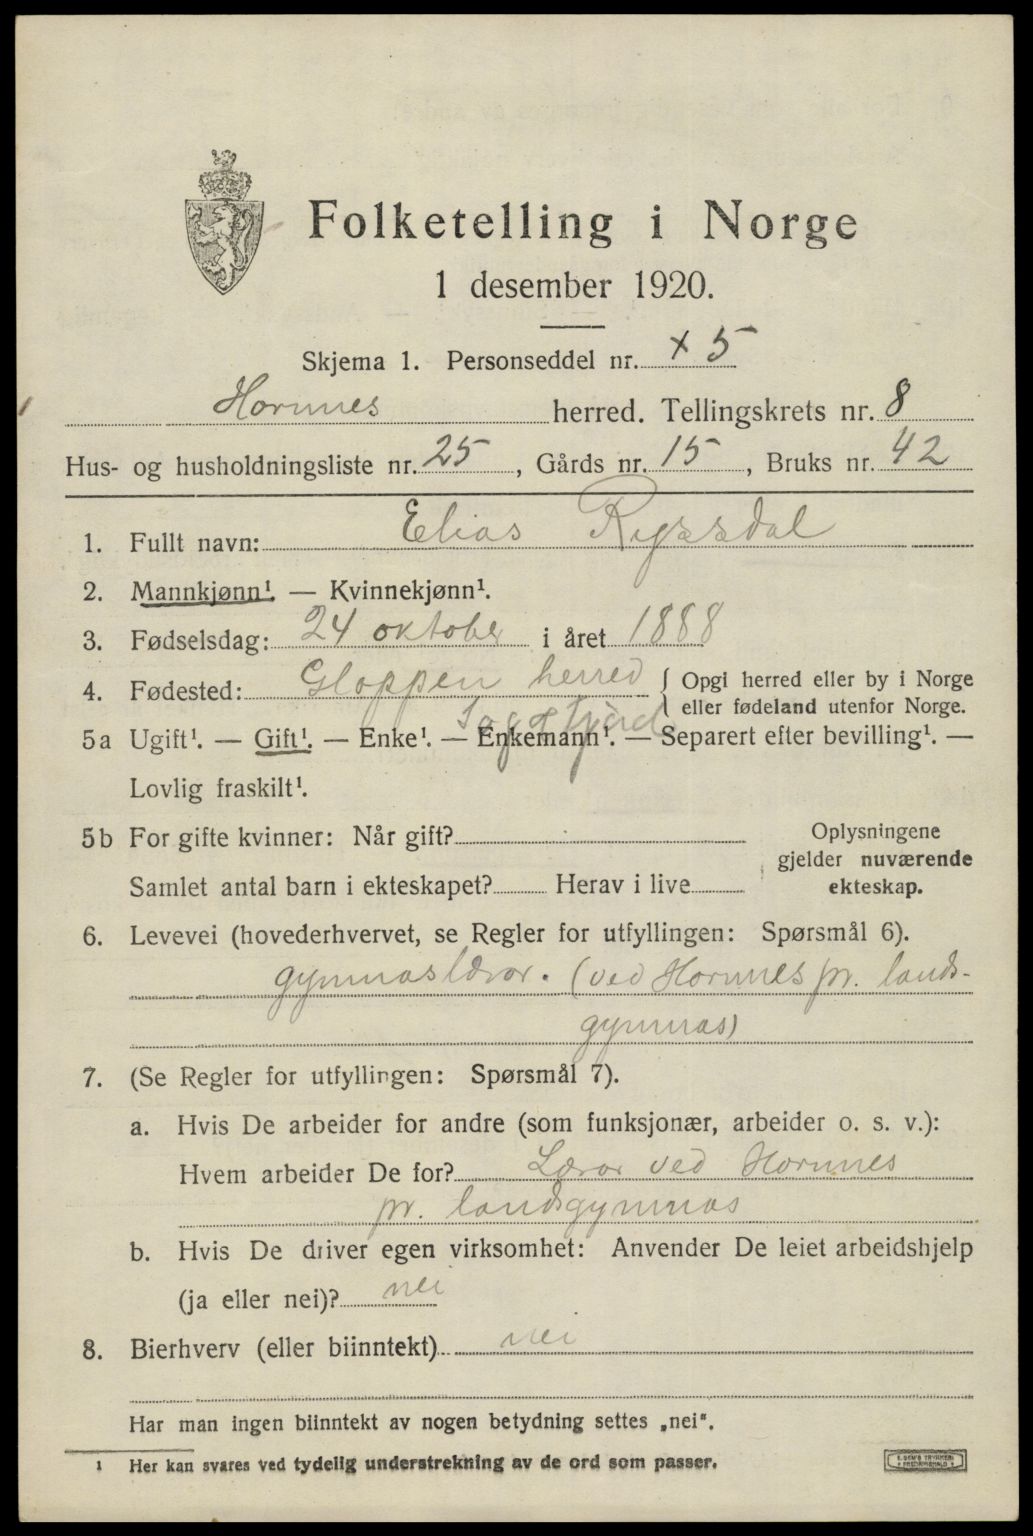 Folketelling i Norge
1 desember 1920.
Skjema 1. Personseddel nr. x 5
Hornnes herred. Tellingskrets nr. 8
Hus- og husholdningsliste nr. 25, Gårds nr. 15, Bruks nr. 42
1. Fullt navn: Elias Ryssdal
2. Mannkjønn¹. — Kvinnekjønn¹.
3. Fødselsdag: 24 oktober i året 1888
4. Fødested: Gloppen herred { Opgi herred eller by i Norge
eller fødeland utenfor Norge.
5a Ugift¹. — Gift¹. — Enke¹. — Enkemann¹. — Separert efter bevilling¹. —
Lovlig fraskilt¹.
5b For gifte kvinner: Når gift?
Samlet antal barn i ekteskapet? Herav i live
Oplysningene
gjelder nuværende
ekteskap.
6. Levevei (hovederhvervet, se Regler for utfyllingen: Spørsmål 6).
gymnaslærar. (ved Hornnes pr. lands-
gymnas)
7. (Se Regler for utfyllingen: Spørsmål 7).
a. Hvis De arbeider for andre (som funksjonær, arbeider o. s. v.):
Hvem arbeider De for? Lærar ved Hornnes
pr. landsgymnas
b. Hvis De driver egen virksomhet: Anvender De leiet arbeidshjelp
(ja eller nei)? nei
8. Bierhverv (eller biinntekt) nei
Har man ingen biinntekt av nogen betydning settes „nei".
¹ Her kan svares ved tydelig understrekning av de ord som passer.